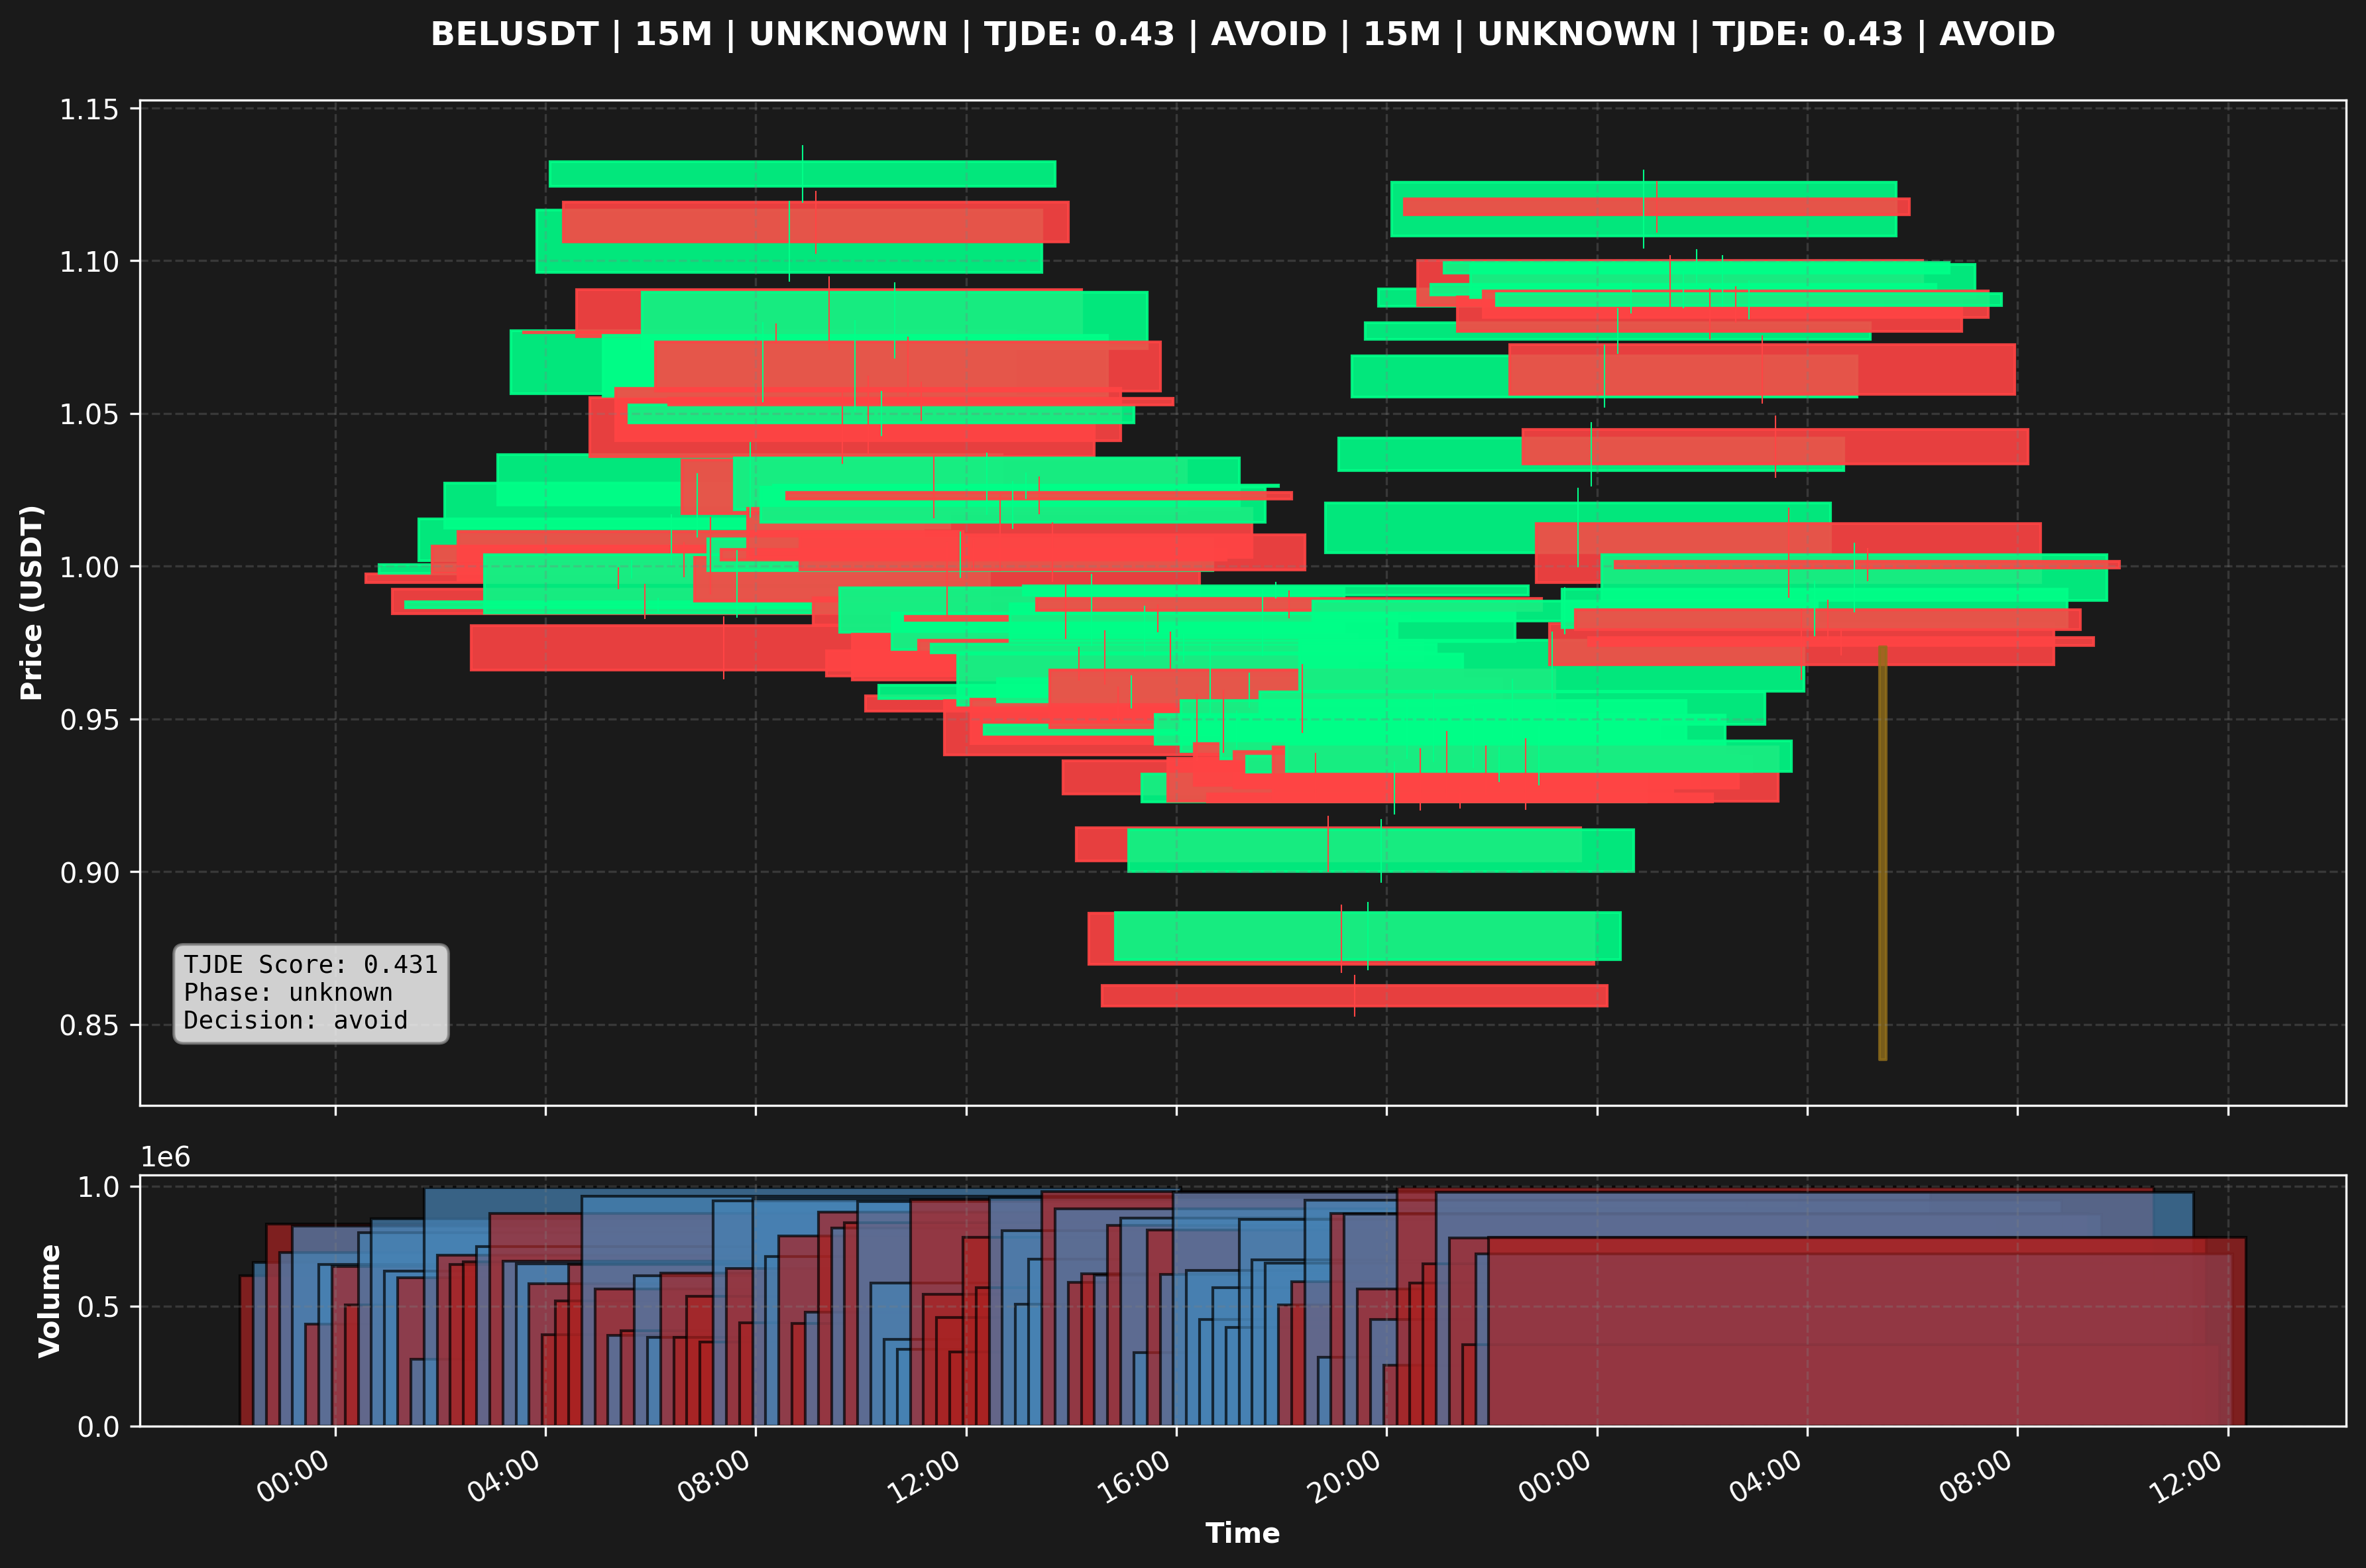 BELUSDT | 15M | UNKNOWN | TJDE: 0.43 | AVOID | 15M | UNKNOWN | TJDE: 0.43 | AVOID
Price (USDT)
1.15
1.10
1.05
1.00
0.95
0.90
0.85
TJDE Score: 0.431
Phase: unknown
Decision: avoid
1e6
Volume
1.0
0.5
0.0
00:00
04:00
08:00
12:00
16:00
20:00
00:00
04:00
08:00
12:00
Time